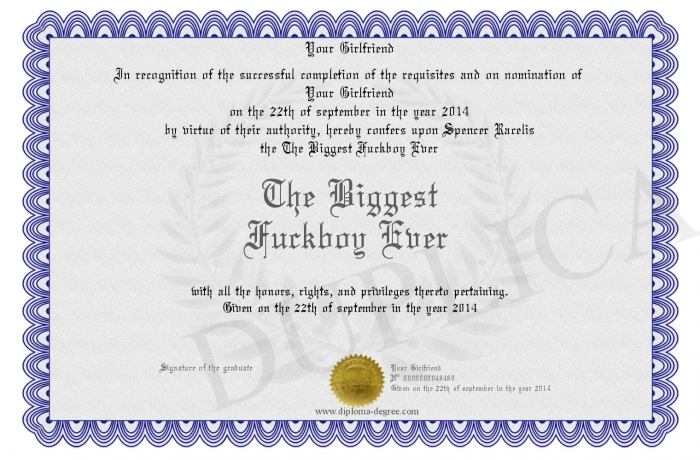 Your Girlfriend
In recognition of the successful completion of the requisites and on nomination of
Your Girlfriend
on the 22th of september in the year 2014
by virtue of their authority, hereby confers upon Spencer Racelis
the The Biggest Fuckboy Ever
The Biggest
Fuckboy Ever
with all the honors, rights, and privileges thereto pertaining.
Given on the 22th of september in the year 2014
DUPLICA
Signature of the graduate
Your Girlfriend
Given on the 22th of september in the year 2014
www.diploma-degree.com